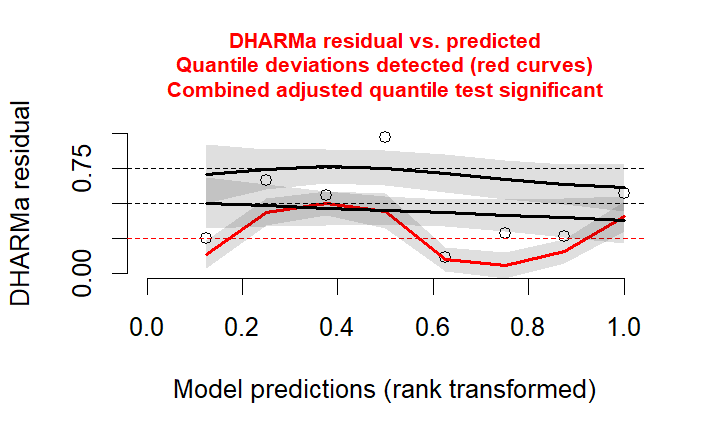 DHARMa residual vs. predicted
Quantile deviations detected (red curves)
Combined adjusted quantile test significant
DHARMa residual
0.75
0.00
0.0 0.2 0.4 0.6 0.8 1.0
Model predictions (rank transformed)